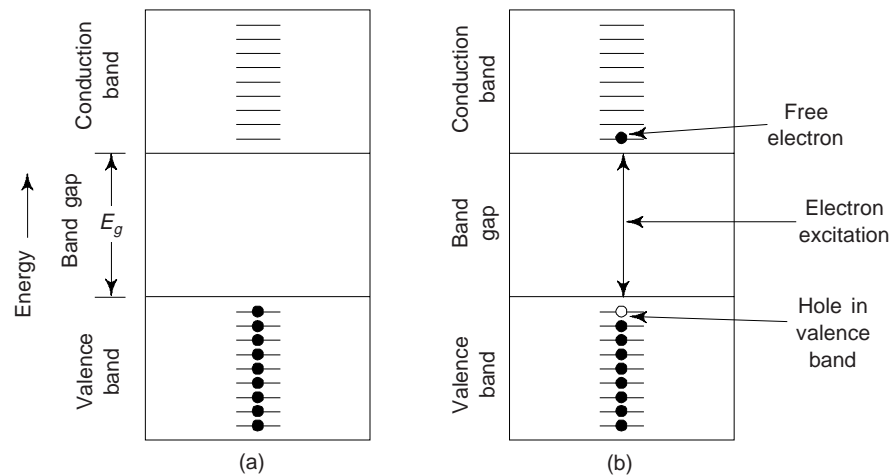 Energy
Conduction
band
Band gap
E_g
Valence
band
(a)
Conduction
band
Band
gap
Valence
band
(b)
Free
electron
Electron
excitation
Hole in
valence
band